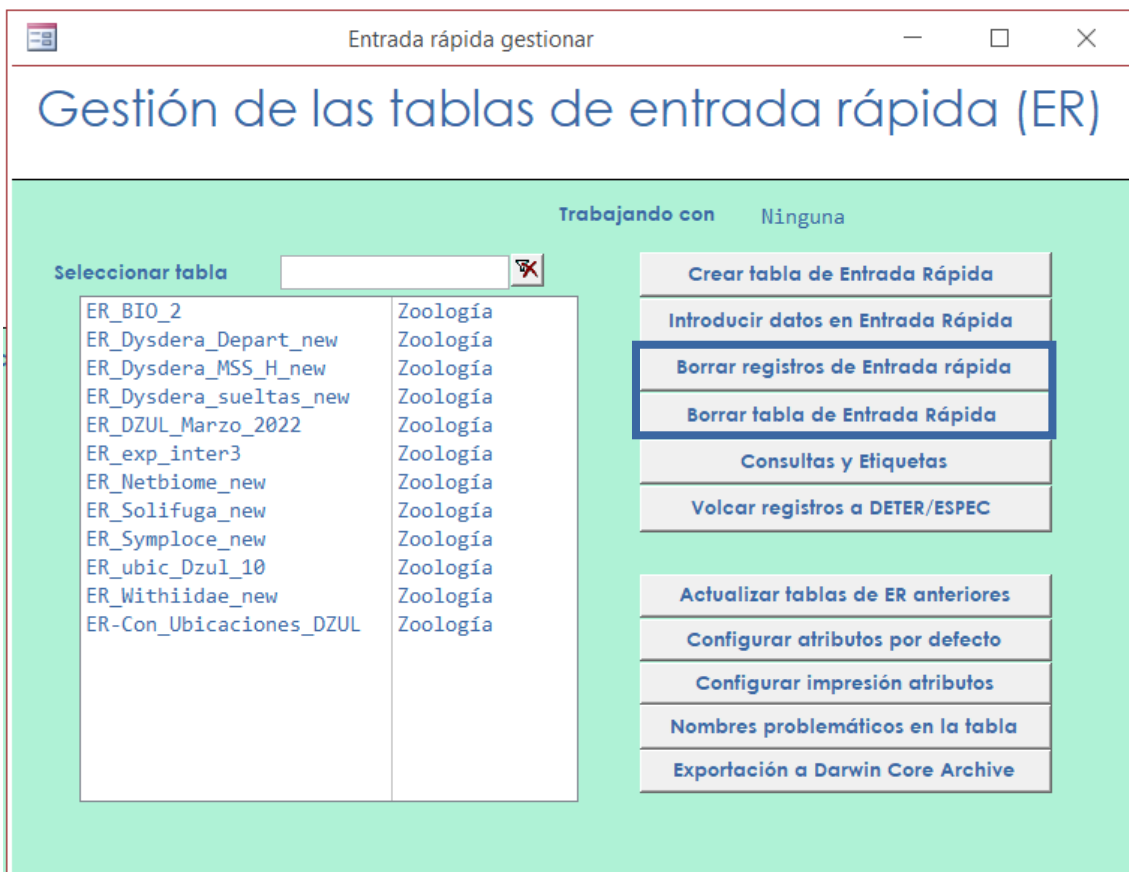 Entrada rápida gestionar
Gestión de las tablas de entrada rápida (ER)
Trabajando con Ninguna
Seleccionar tabla
ER_BIO_2 Zoología
ER_Dysdera_Depart_new Zoología
ER_Dysdera_MSS_H_new Zoología
ER_Dysdera_sueltas_new Zoología
ER_DZUL_Marzo_2022 Zoología
ER_exp_inter3 Zoología
ER_Netbiome_new Zoología
ER_Solifuga_new Zoología
ER_Symploce_new Zoología
ER_ubic_Dzul_10 Zoología
ER_Withiidae_new Zoología
ER-Con_Ubicaciones_DZUL Zoología
Crear tabla de Entrada Rápida
Introducir datos en Entrada Rápida
Borrar registros de Entrada rápida
Borrar tabla de Entrada Rápida
Consultas y Etiquetas
Volcar registros a DETER/ESPEC
Actualizar tablas de ER anteriores
Configurar atributos por defecto
Configurar impresión atributos
Nombres problemáticos en la tabla
Exportación a Darwin Core Archive